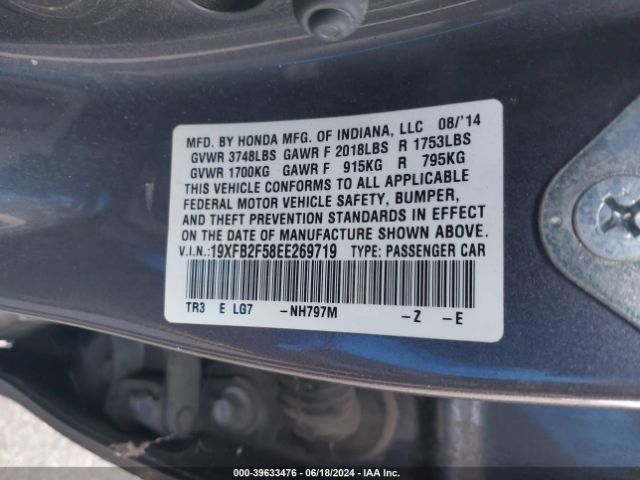 MFD. BY HONDA MFG. OF INDIANA, LLC 08/'14
GVWR 3748LBS GAWR F 2018LBS R 1753LBS
GVWR 1700KG GAWR F 915KG R 795KG
THIS VEHICLE CONFORMS TO ALL APPLICABLE
FEDERAL MOTOR VEHICLE SAFETY, BUMPER,
AND THEFT PREVENTION STANDARDS IN EFFECT
ON THE DATE OF MANUFACTURE SHOWN ABOVE.
V.I.N.:19XFB2F58EE269719 TYPE: PASSENGER CAR
TR3 E LG7 -NH797M -Z -E
000-39633476 | 06/18/2024 | IAA Inc.